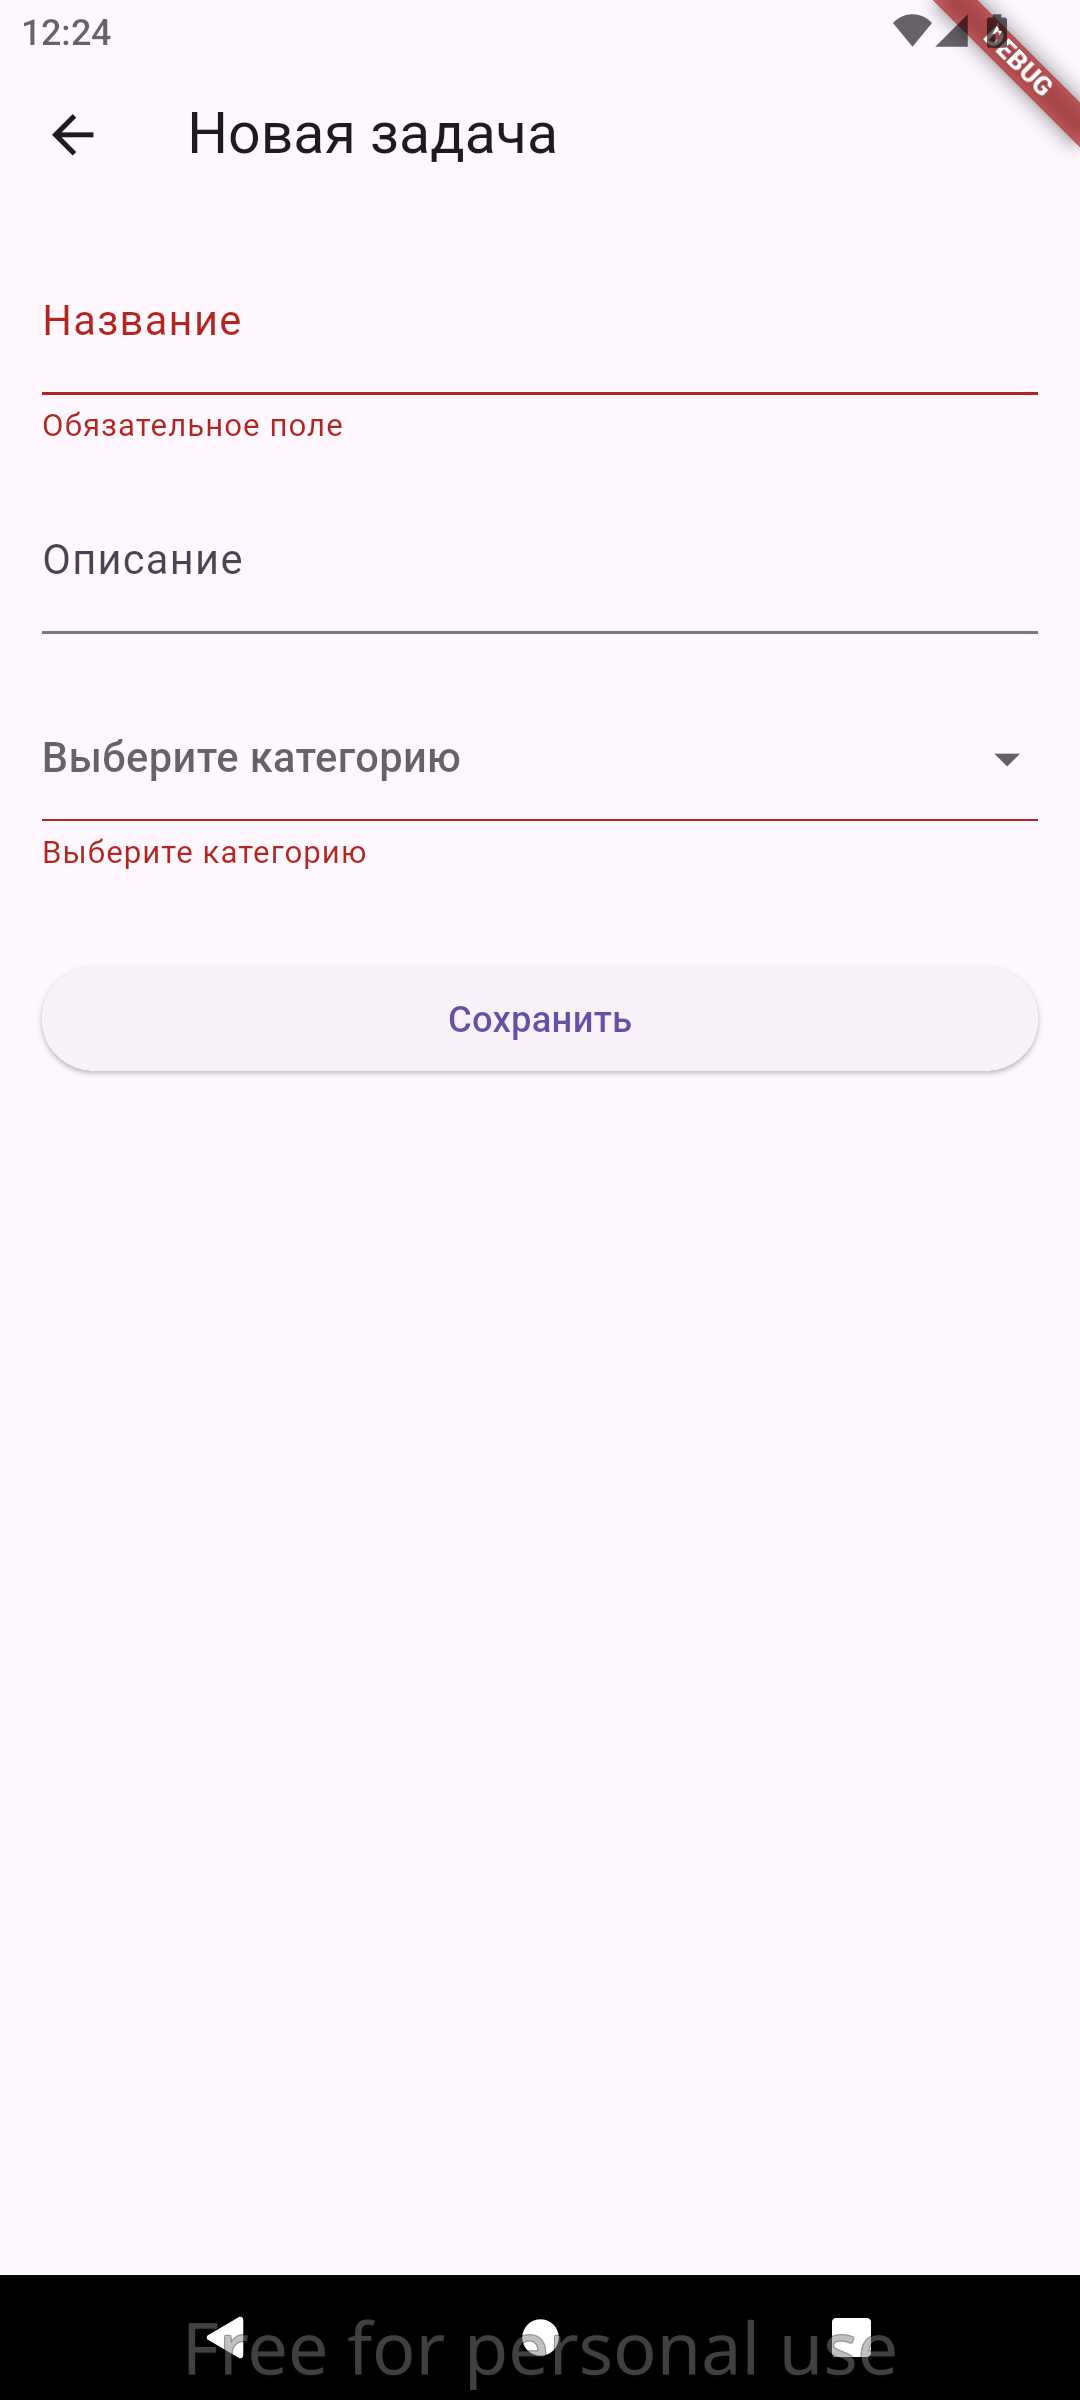 12:24
DEBUG
Новая задача
Название
Обязательное поле
Описание
Выберите категорию
Выберите категорию
Сохранить
Free for personal use